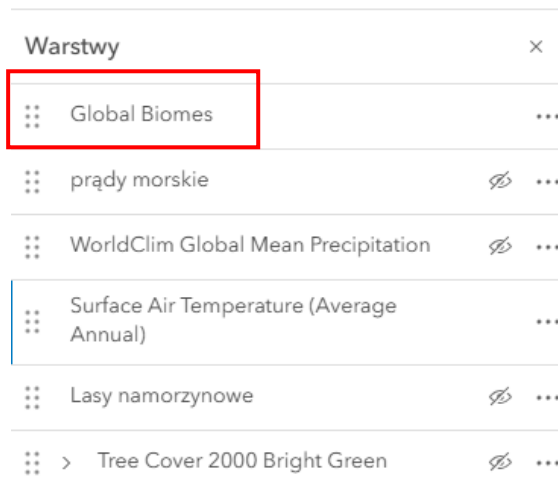 Warstwy
Global Biomes
prądy morskie
WorldClim Global Mean Precipitation
Surface Air Temperature (Average
Annual)
Lasy namorzynowe
Tree Cover 2000 Bright Green